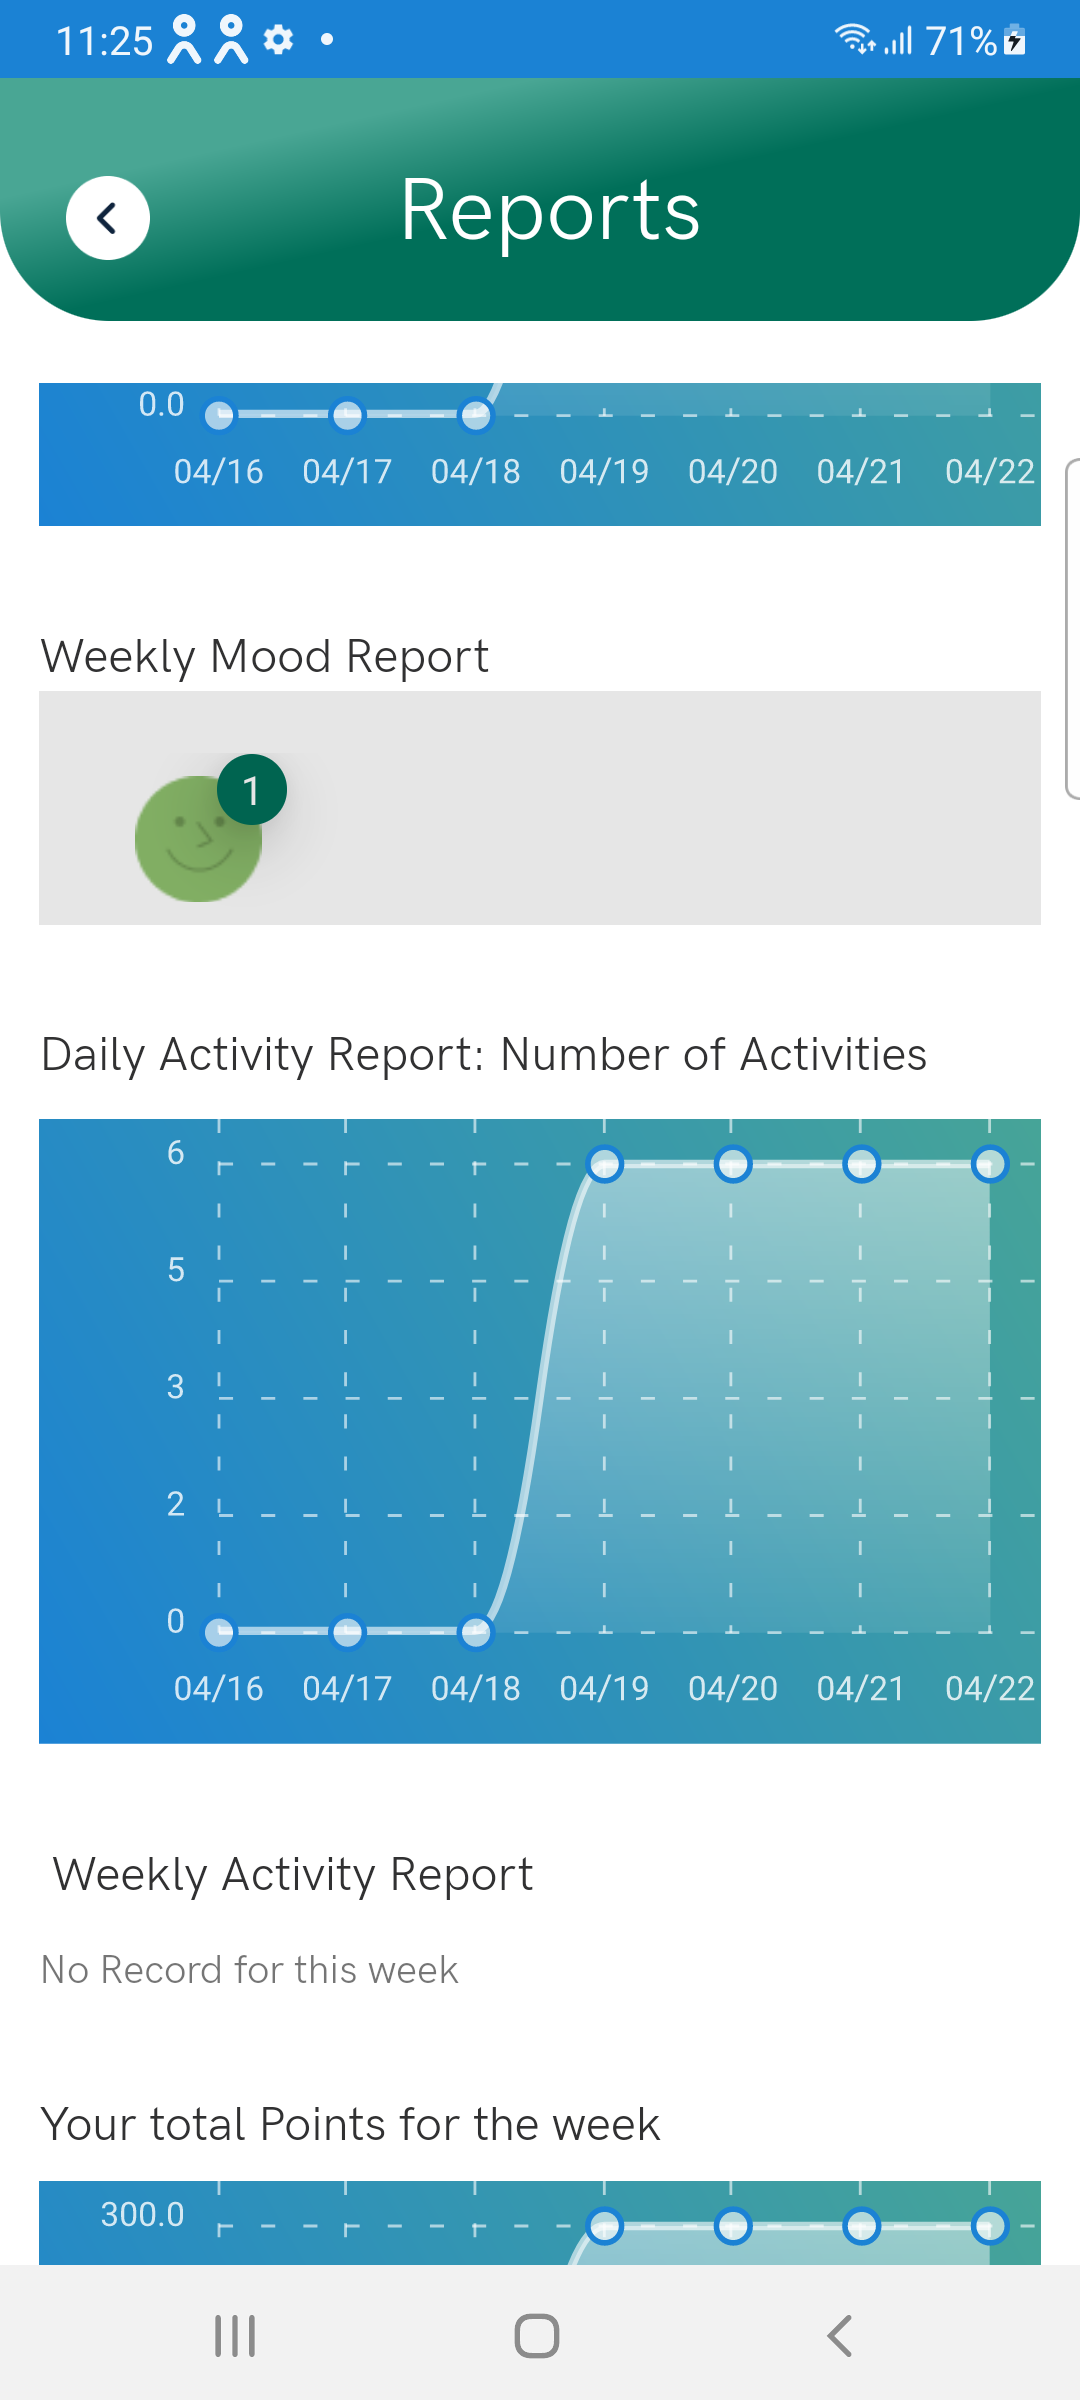 11:25 71%
Reports
0.0
04/16 04/17 04/18 04/19 04/20 04/21 04/22
Weekly Mood Report
1
Daily Activity Report: Number of Activities
6
5
3
2
0
04/16 04/17 04/18 04/19 04/20 04/21 04/22
Weekly Activity Report
No Record for this week
Your total Points for the week
300.0